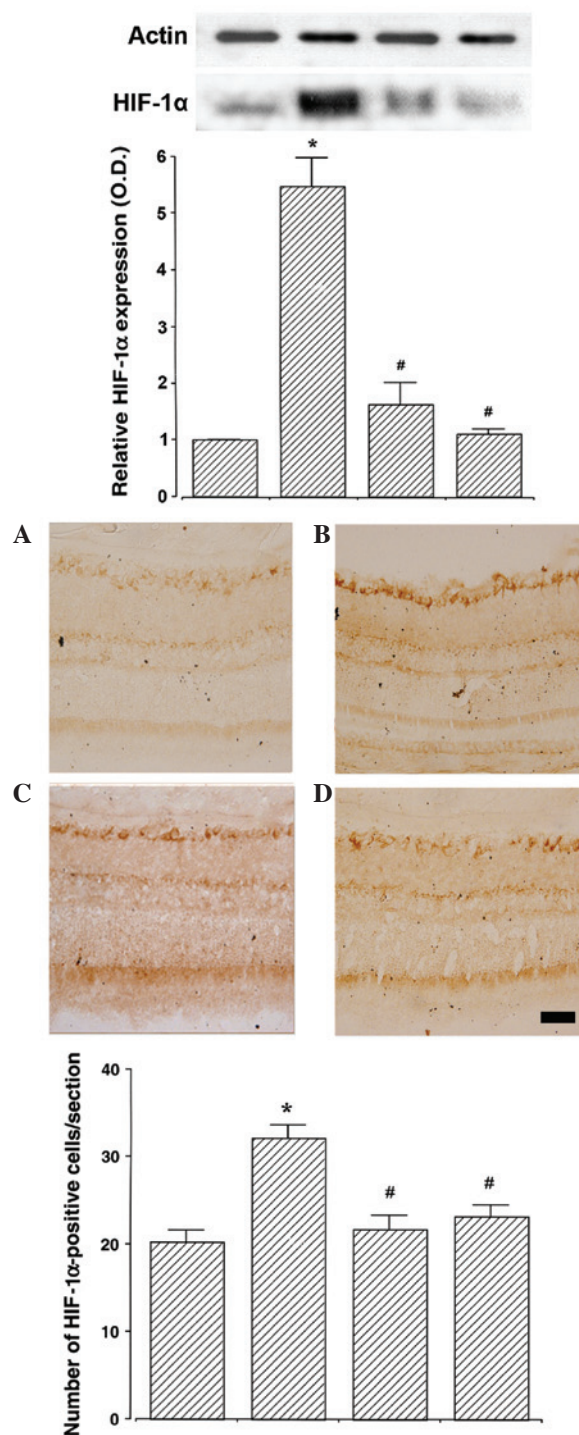 Actin
HIF-1α
Relative HIF-1α expression (O.D.)
6
5
4
3
2
1
0
*
#
#
A
B
C
D
Number of HIF-1α-positive cells/section
40
30
20
0
*
#
#